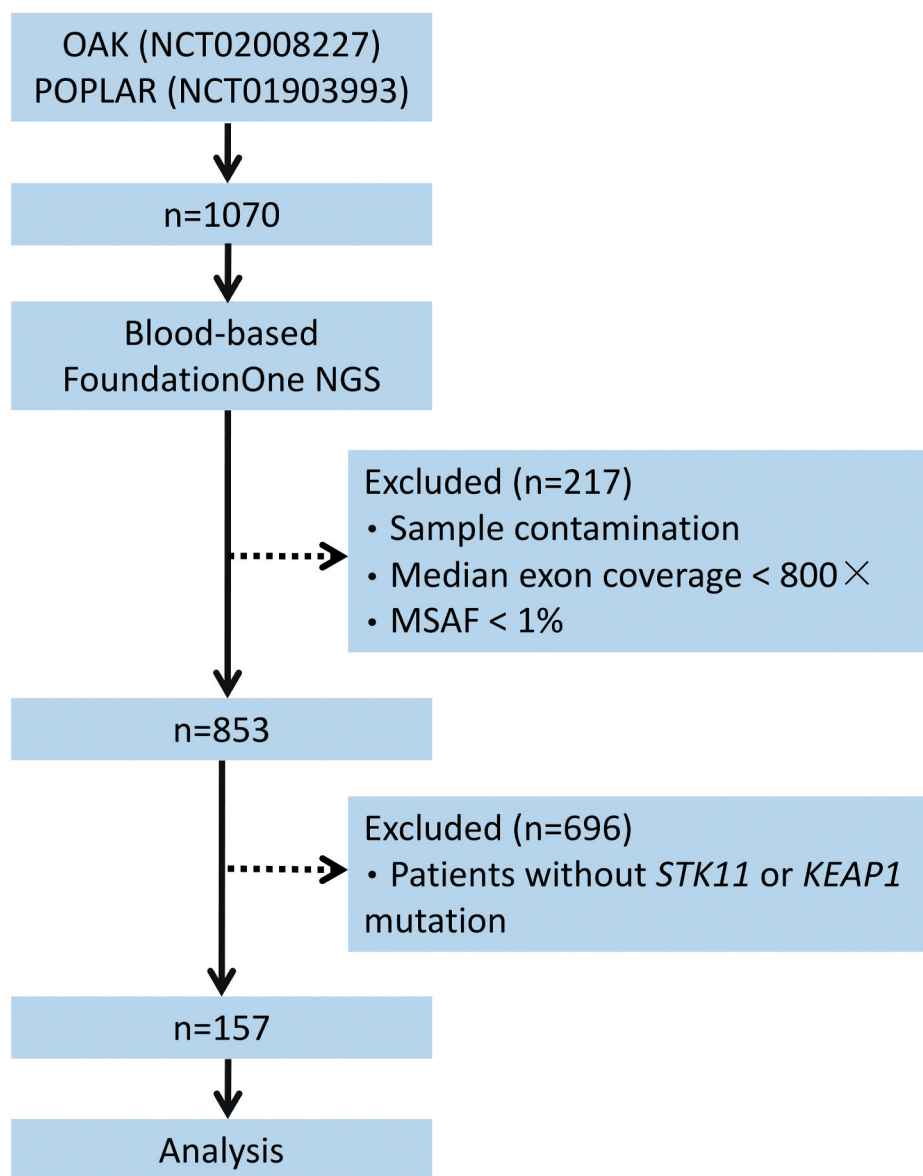 OAK (NCT02008227)
POPLAR (NCT01903993)
n=1070
Blood-based
FoundationOne NGS
Excluded (n=217)
・Sample contamination
・Median exon coverage < 800×
・MSAF < 1%
n=853
Excluded (n=696)
・Patients without STK11 or KEAP1
mutation
n=157
Analysis